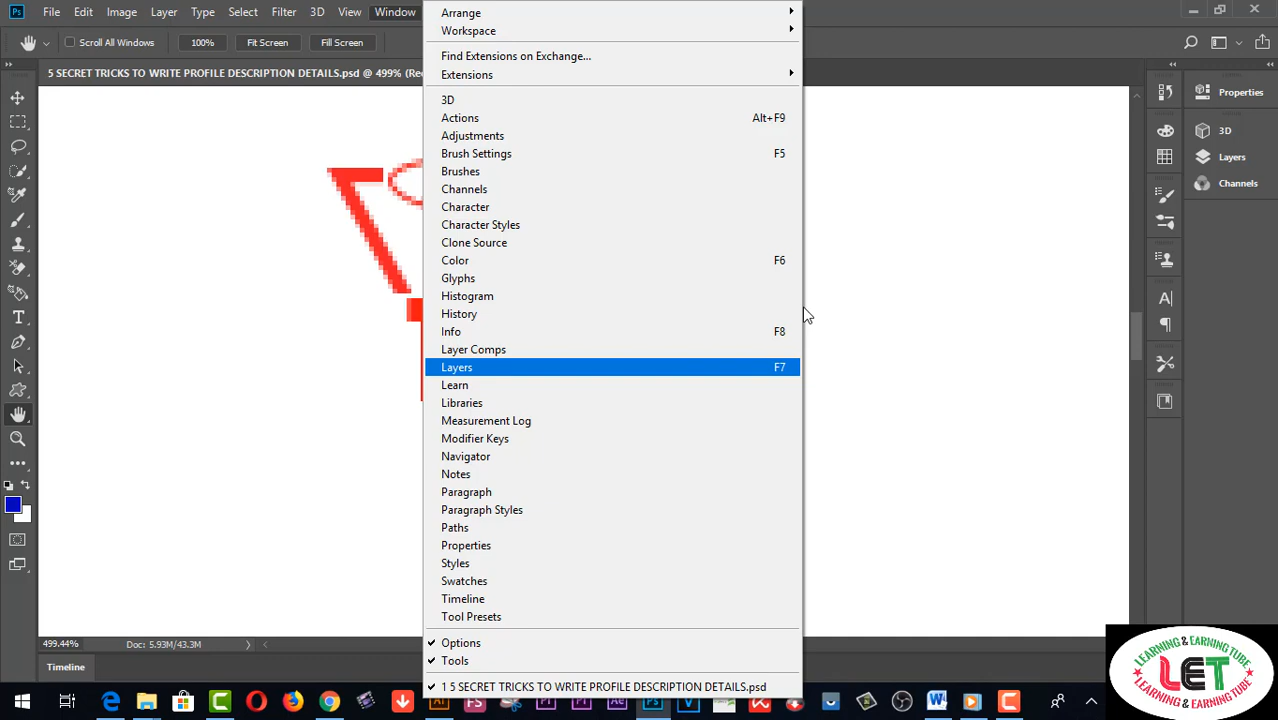 Ps File Edit Image Layer Type Select Filter 3D View Window
Scroll All Windows 100% Fit Screen Fill Screen
5 SECRET TRICKS TO WRITE PROFILE DESCRIPTION DETAILS.psd @ 499% (Re
Arrange
Workspace
Find Extensions on Exchange...
Extensions
3D
Actions Alt+F9
Adjustments
Brush Settings F5
Brushes
Channels
Character
Character Styles
Clone Source
Color F6
Glyphs
Histogram
History
Info F8
Layer Comps
Layers F7
Learn
Libraries
Measurement Log
Modifier Keys
Navigator
Notes
Paragraph
Paragraph Styles
Paths
Properties
Styles
Swatches
Timeline
Tool Presets
Options
Tools
1 5 SECRET TRICKS TO WRITE PROFILE DESCRIPTION DETAILS.psd
Properties
3D
Layers
Channels
499.44% Doc: 5.93M/43.3M
Timeline
LEARNING & EARNING TUBE
LET
LEARNING & EARNING TUBE